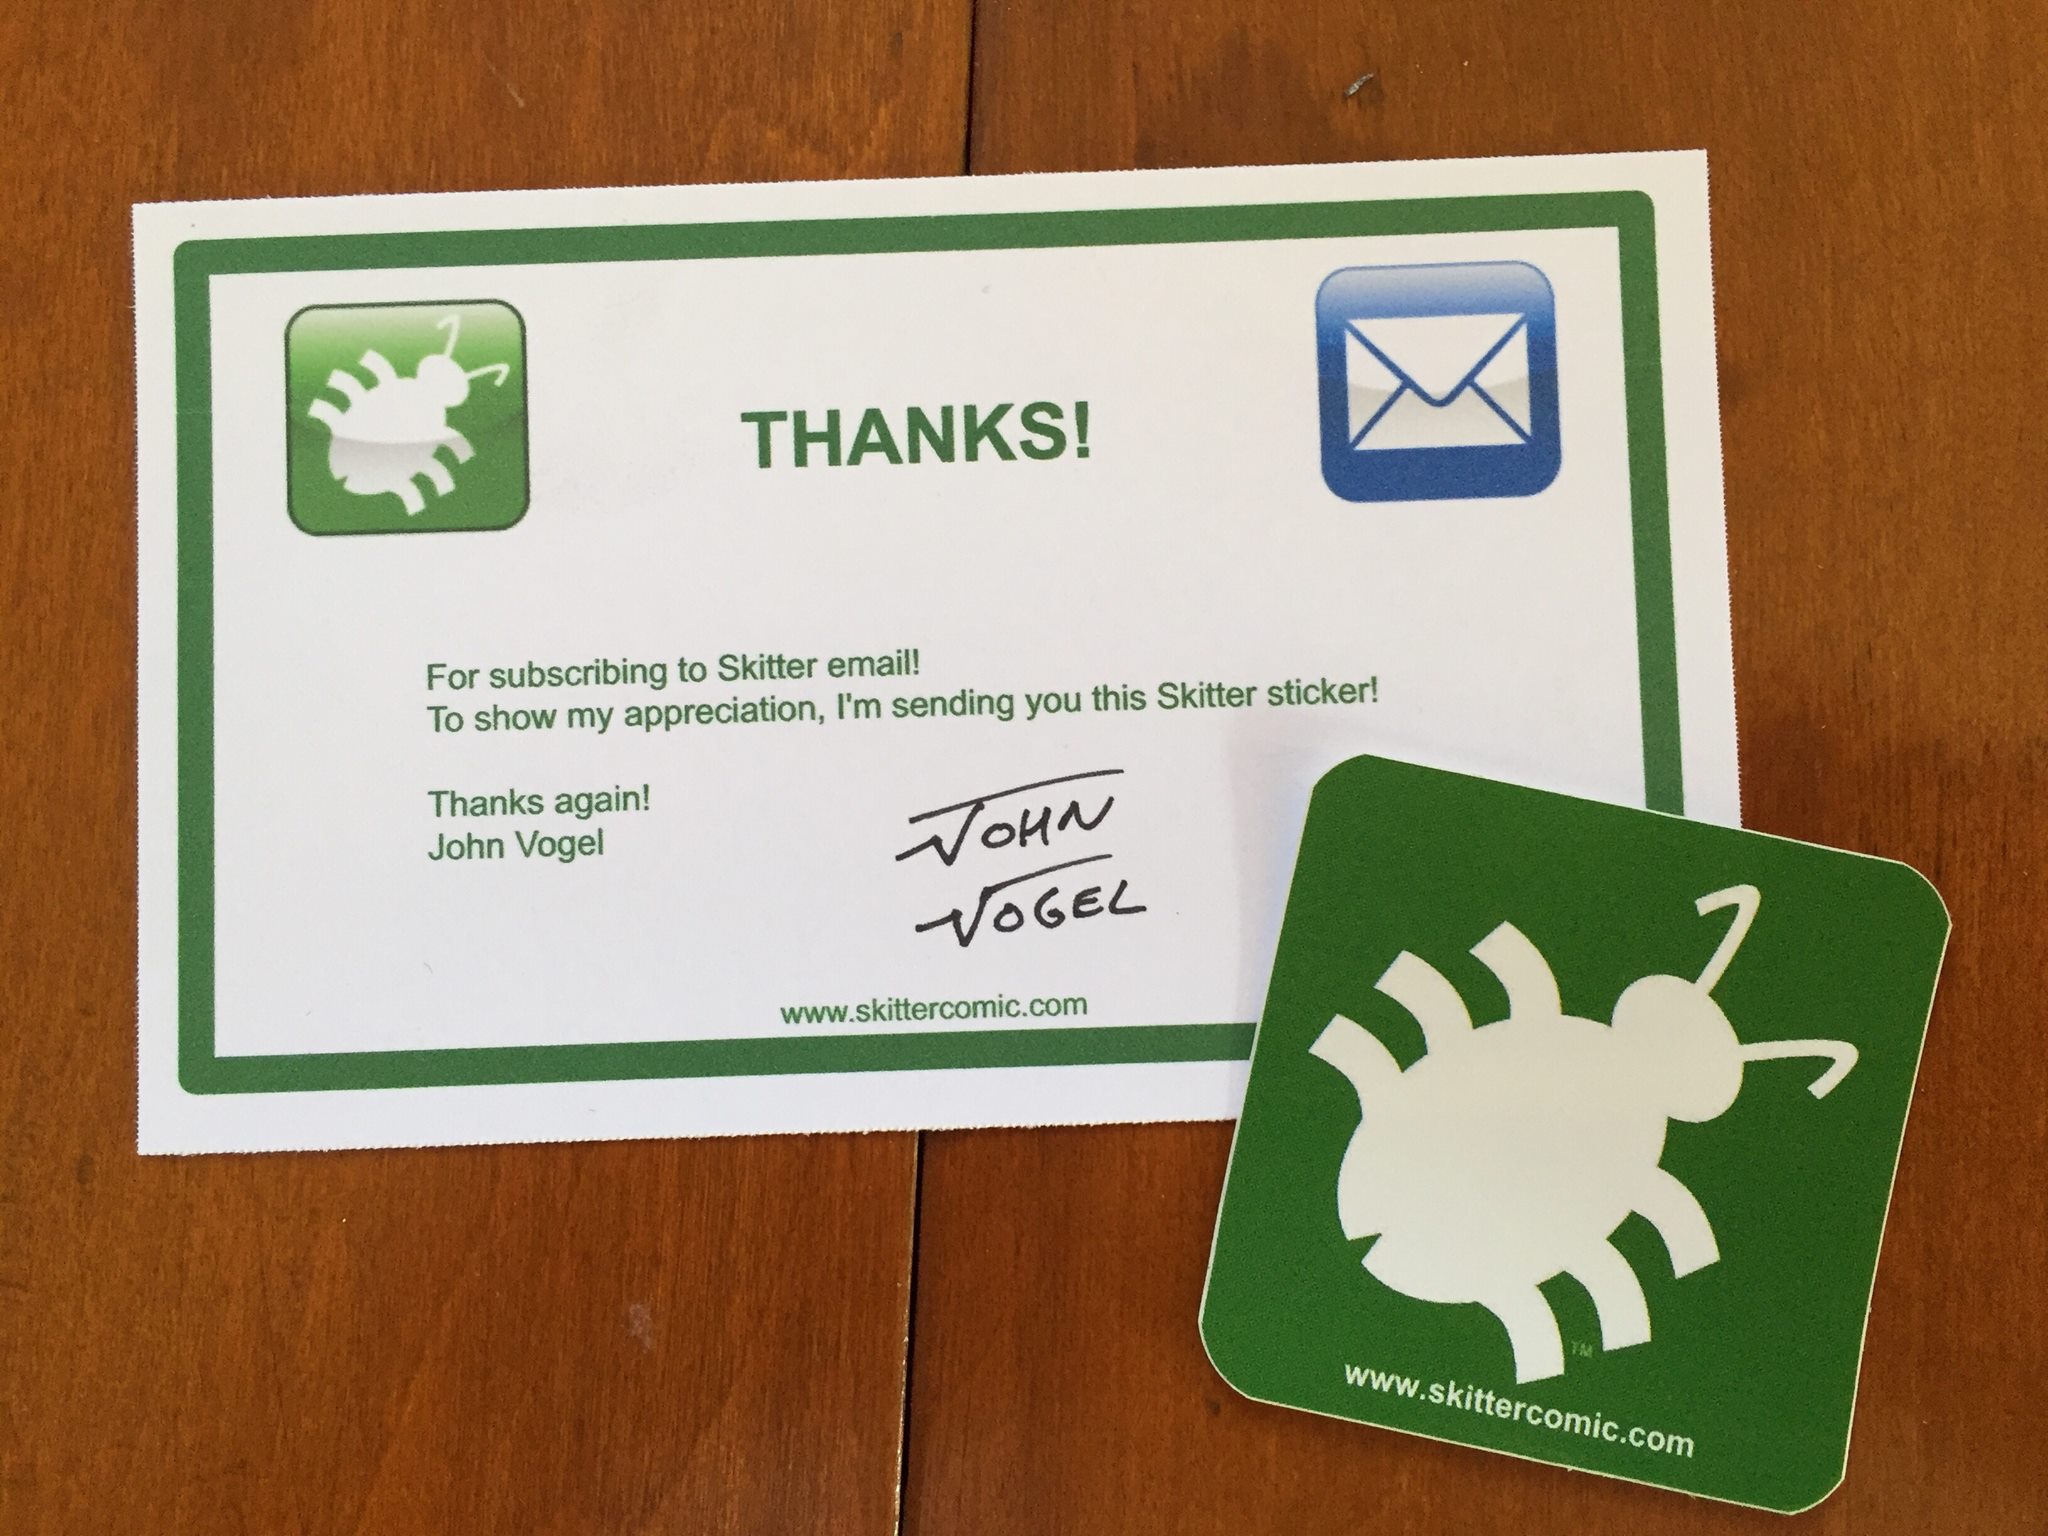 THANKS!
For subscribing to Skitter email!
To show my appreciation, I'm sending you this Skitter sticker!
Thanks again!
John Vogel
JOHN
VOGEL
www.skittercomic.com
TM
www.skittercomic.com